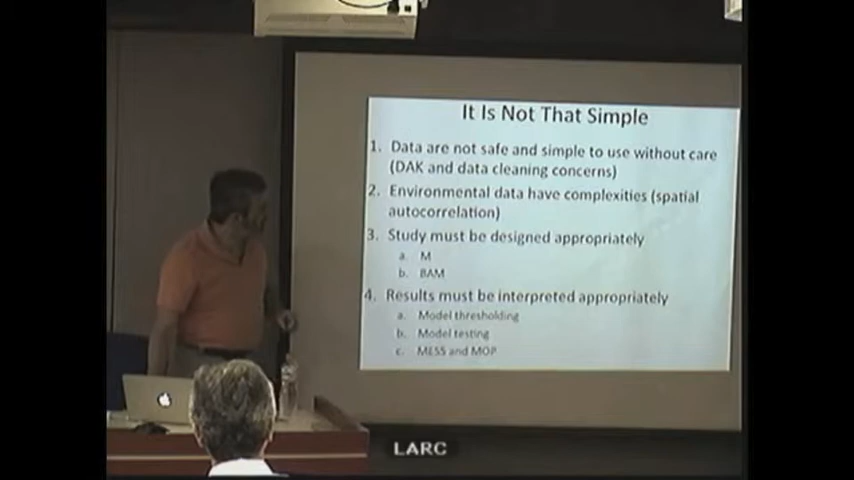 It Is Not That Simple
1. Data are not safe and simple to use without care
(DAK and data cleaning concerns)
2. Environmental data have complexities (spatial
autocorrelation)
3. Study must be designed appropriately
a. M
b. BAM
4. Results must be interpreted appropriately
a. Model thresholding
b. Model testing
c. MESS and MOP
LARC